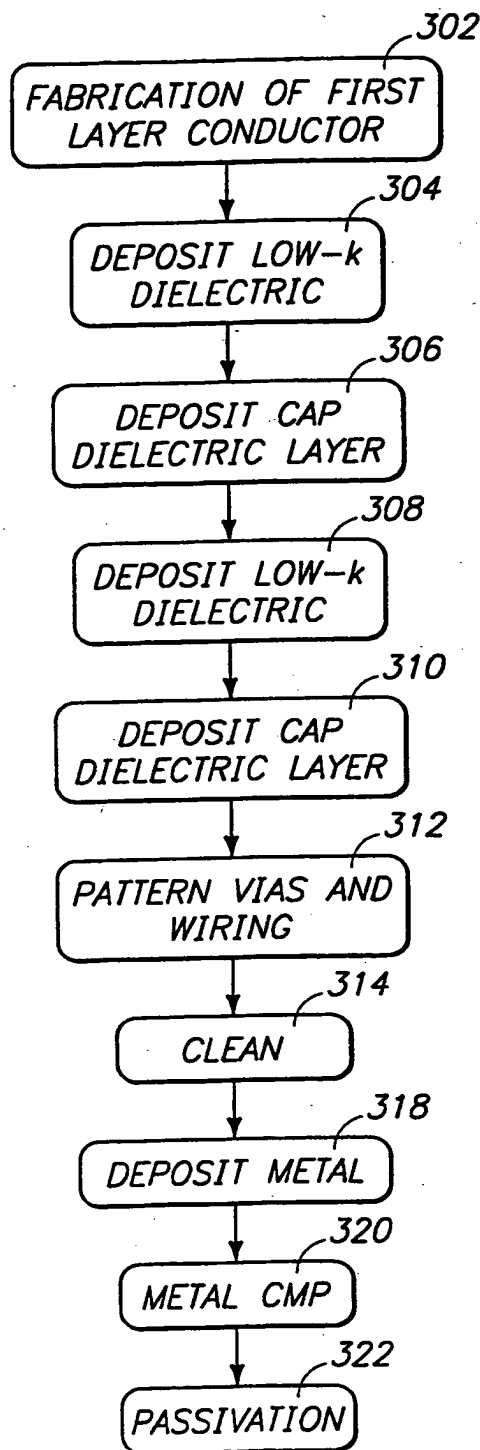 302
FABRICATION OF FIRST
LAYER CONDUCTOR
304
DEPOSIT LOW-k
DIELECTRIC
306
DEPOSIT CAP
DIELECTRIC LAYER
308
DEPOSIT LOW-k
DIELECTRIC
310
DEPOSIT CAP
DIELECTRIC LAYER
312
PATTERN VIAS AND
WIRING
314
CLEAN
318
DEPOSIT METAL
320
METAL CMP
322
PASSIVATION